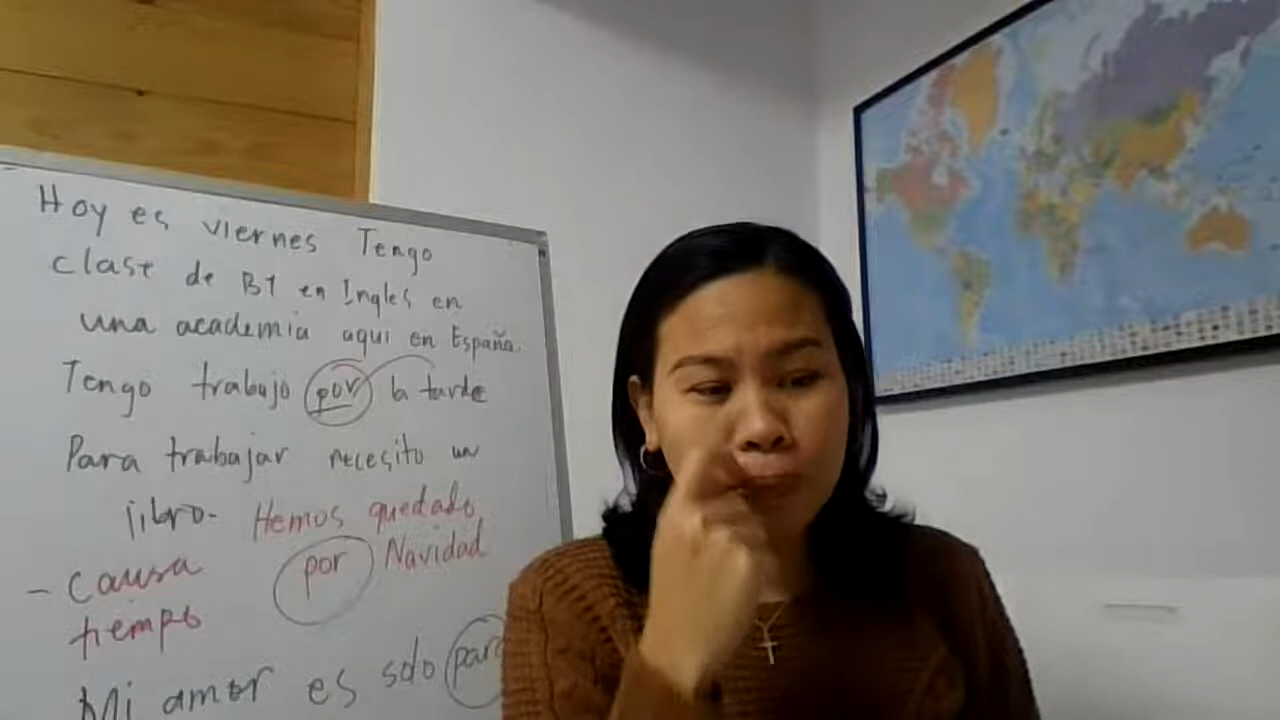 Hoy es viernes Tengo
clase de B1 en Ingles en
una academia aqui en España.
Tengo trabajo por la tarde
Para trabajar necesito un
libro. Hemos quedado
- causa por Navidad
tiempo
Mi amor es solo para